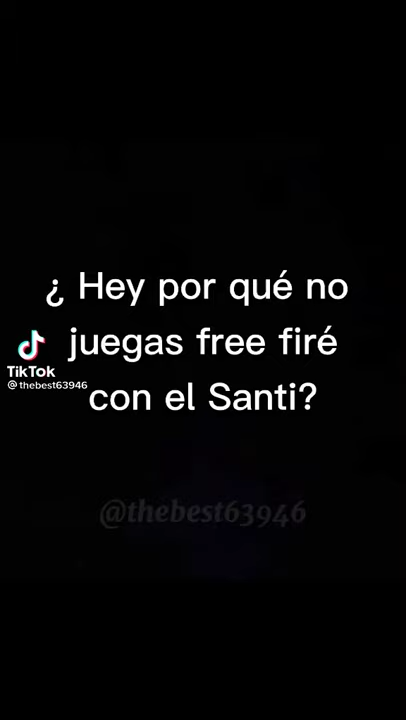 ¿ Hey por qué no
juegas free firé
con el Santi?
TikTok
@thebest63946
@thebest63946